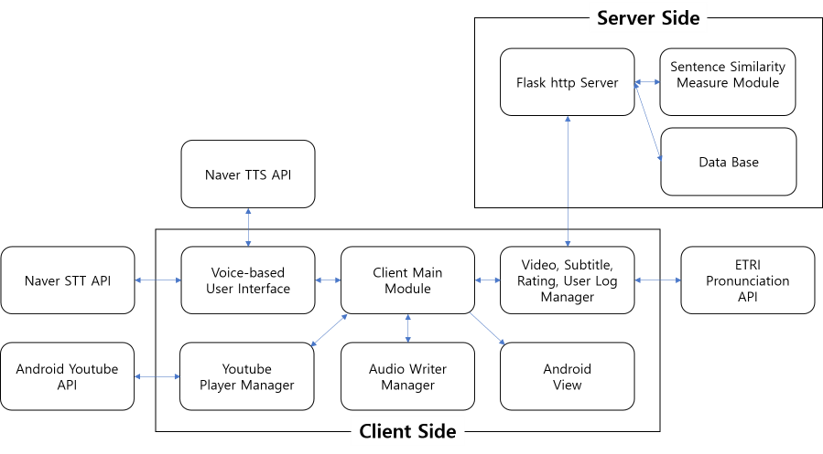 Server Side
Flask http Server
Sentence Similarity
Measure Module
Data Base
Naver TTS API
Naver STT API
Voice-based
User Interface
Client Main
Module
Video, Subtitle,
Rating, User Log
Manager
ETRI
Pronunciation
API
Android Youtube
API
Youtube
Player Manager
Audio Writer
Manager
Android
View
Client Side